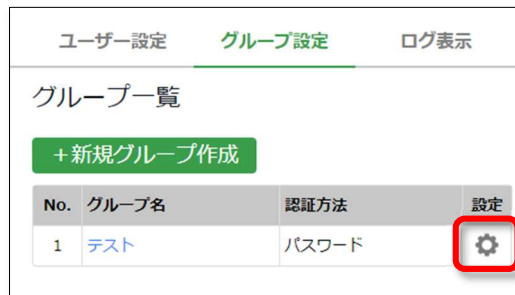 ユーザー設定 グループ設定 ログ表示
グループ一覧
+新規グループ作成
No. グループ名 認証方法 設定
1 テスト パスワード